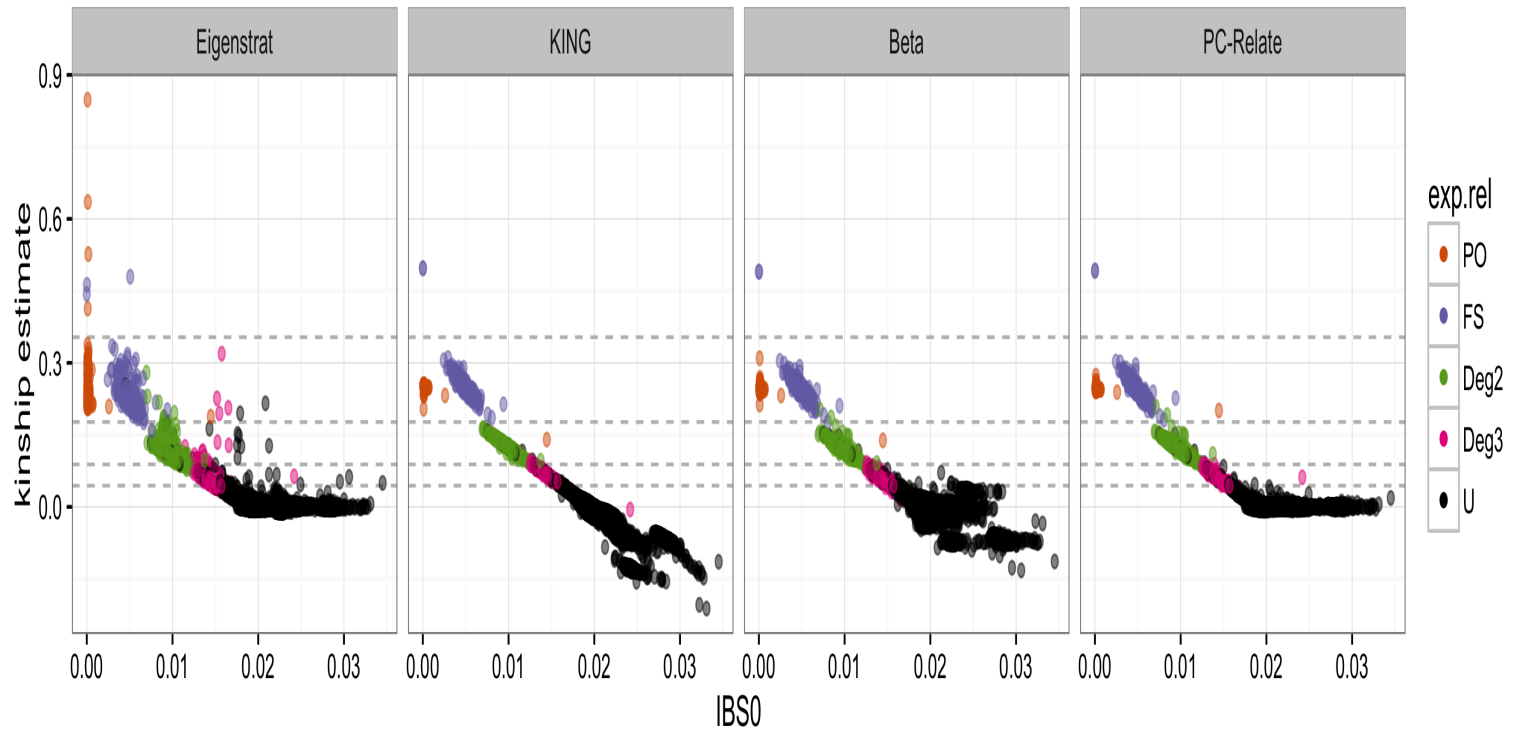 Eigenstrat
KING
Beta
PC-Relate
kinship estimate
0.9
0.6
0.3
0.0
0.00 0.01 0.02 0.03
0.00 0.01 0.02 0.03
0.00 0.01 0.02 0.03
0.00 0.01 0.02 0.03
IBS0
exp.rel
PO
FS
Deg2
Deg3
U